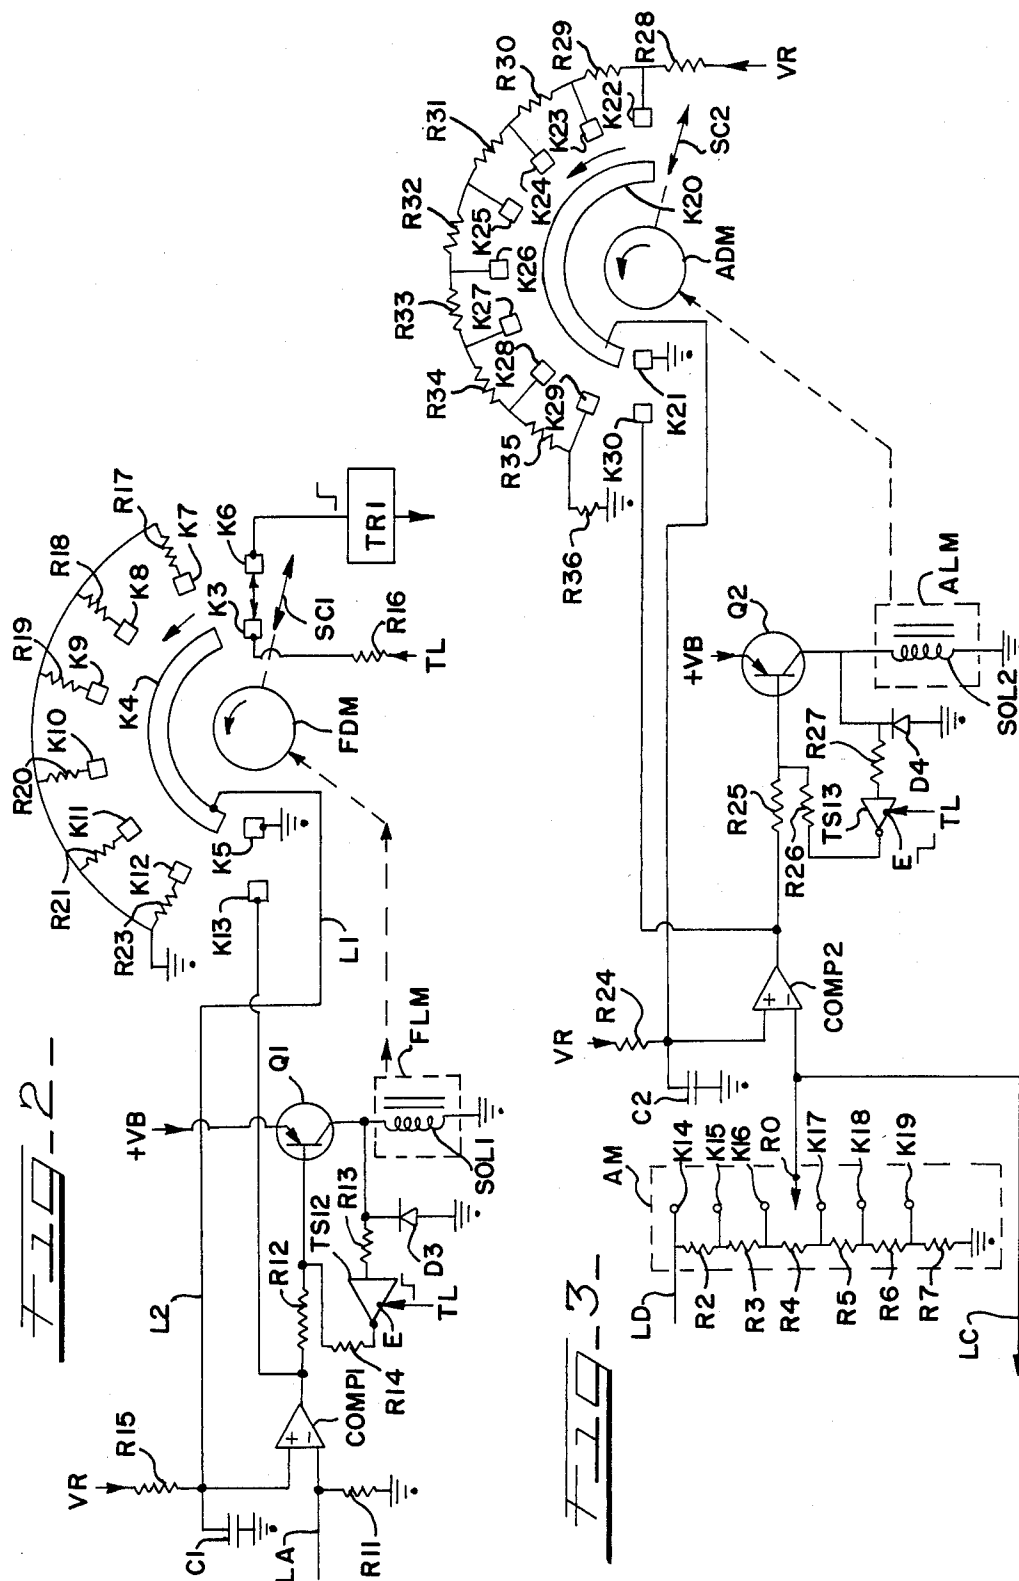 Fig-2-
VR
R15
C1
LA
R11
L2
COMP1
R12
R14
TS12
E
TL
R13
D3
+VB
Q1
FLM
SOL1
L1
K13
K5
K4
R23
K12
R21
K11
R20
K10
R19
K9
R18
K8
R17
K7
K3
K6
TR1
SC1
R16
TL
FDM
Fig-3-
VR
R24
C2
COMP2
AM
LD
K14
K15
K16
RO
K17
K18
K19
R2
R3
R4
R5
R6
R7
LC
R25
R26
TS13
E
TL
R27
D4
+VB
Q2
ALM
SOL2
R36
K30
K21
K29
R35
K28
R34
K27
R33
K26
R32
K25
R31
K24
R30
K23
R29
K22
R28
VR
SC2
K20
ADM